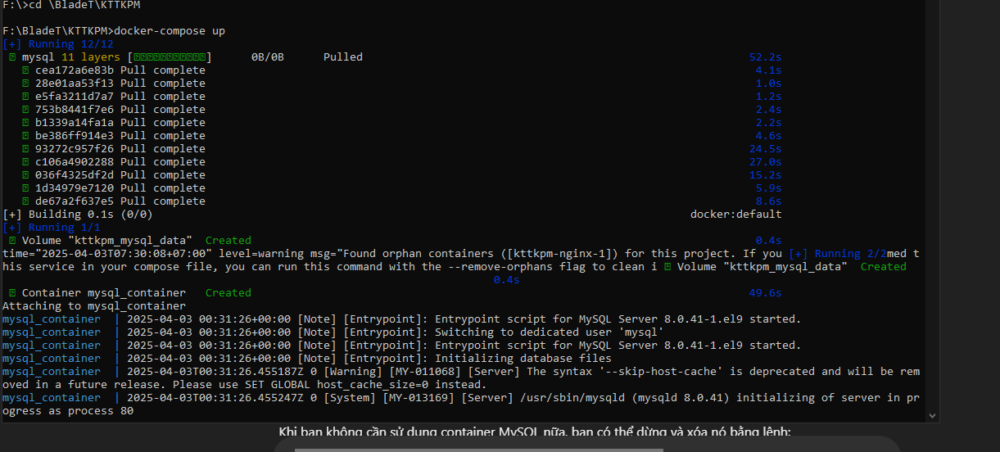 F:\>cd \BladeT\KTTKPM
F:\BladeT\KTTKPM>docker-compose up
[+] Running 12/12
mysql 11 layers [] 0B/0B Pulled 52.2s
cea172a6e83b Pull complete 4.1s
28e01aa53f13 Pull complete 1.0s
e5fa3211d7a7 Pull complete 1.2s
753b8441f7e6 Pull complete 2.4s
b1339a14fa1a Pull complete 2.2s
be386ff914e3 Pull complete 4.6s
93272c957f26 Pull complete 24.5s
c106a4902288 Pull complete 27.0s
036f4325df2d Pull complete 15.2s
1d34979e7120 Pull complete 5.9s
de67a2f637e5 Pull complete 8.6s
[+] Building 0.1s (0/0) docker:default
[+] Running 1/1
Volume "kttkpm_mysql_data" Created 0.4s
time="2025-04-03T07:30:08+07:00" level=warning msg="Found orphan containers ([kttkpm-nginx-1]) for this project. If you [+] Running 2/2med t
his service in your compose file, you can run this command with the --remove-orphans flag to clean i Volume "kttkpm_mysql_data" Created
0.4s
Container mysql_container Created 49.6s
Attaching to mysql_container
mysql_container | 2025-04-03 00:31:26+00:00 [Note] [Entrypoint]: Entrypoint script for MySQL Server 8.0.41-1.el9 started.
mysql_container | 2025-04-03 00:31:26+00:00 [Note] [Entrypoint]: Switching to dedicated user 'mysql'
mysql_container | 2025-04-03 00:31:26+00:00 [Note] [Entrypoint]: Entrypoint script for MySQL Server 8.0.41-1.el9 started.
mysql_container | 2025-04-03 00:31:26+00:00 [Note] [Entrypoint]: Initializing database files
mysql_container | 2025-04-03T00:31:26.455187Z 0 [Warning] [MY-011068] [Server] The syntax '--skip-host-cache' is deprecated and will be rem
oved in a future release. Please use SET GLOBAL host_cache_size=0 instead.
mysql_container | 2025-04-03T00:31:26.455247Z 0 [System] [MY-013169] [Server] /usr/sbin/mysqld (mysqld 8.0.41) initializing of server in pr
ogress as process 80
Khi bạn không cần sử dụng container MySQL nữa, bạn có thể dừng và xóa nó bằng lệnh: